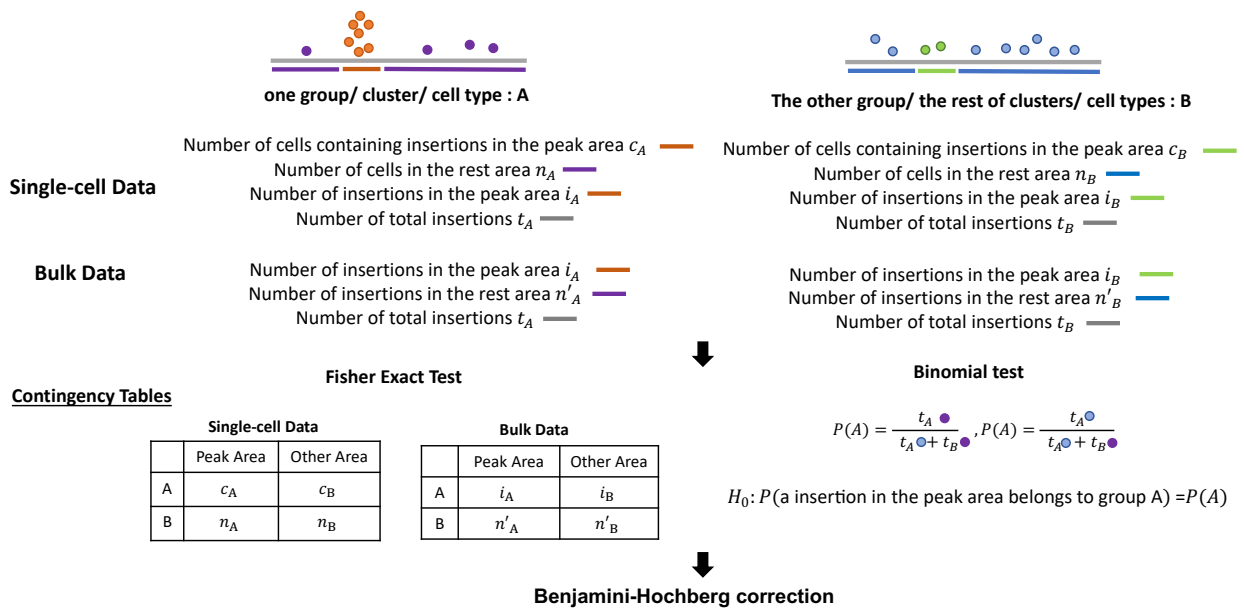 one group/ cluster/ cell type : A
The other group/ the rest of clusters/ cell types : B
Single-cell Data
Number of cells containing insertions in the peak area c_A
Number of cells in the rest area n_A
Number of insertions in the peak area i_A
Number of total insertions t_A
Number of cells containing insertions in the peak area c_B
Number of cells in the rest area n_B
Number of insertions in the peak area i_B
Number of total insertions t_B
Bulk Data
Number of insertions in the peak area i_A
Number of insertions in the rest area n'_A
Number of total insertions t_A
Number of insertions in the peak area i_B
Number of insertions in the rest area n'_B
Number of total insertions t_B
Fisher Exact Test
Contingency Tables
Single-cell Data
Peak Area Other Area
A c_A c_B
B n_A n_B
Bulk Data
Peak Area Other Area
A i_A i_B
B n'_A n'_B
Binomial test
P(A) = t_A / (t_A + t_B), P(A) = t_A / (t_A + t_B)
H_0: P(a insertion in the peak area belongs to group A) =P(A)
Benjamini-Hochberg correction